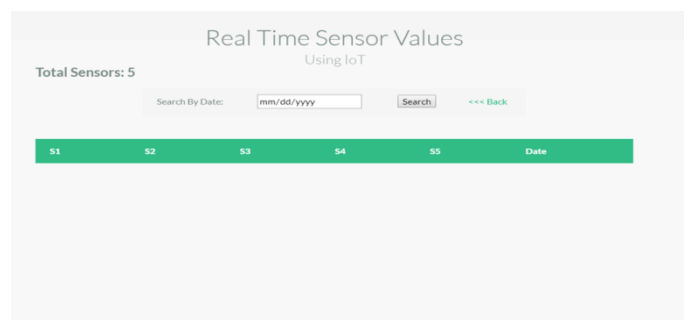 Real Time Sensor Values
Using IoT
Total Sensors: 5
Search By Date: mm/dd/yyyy Search <<< Back
S1 S2 S3 S4 S5 Date